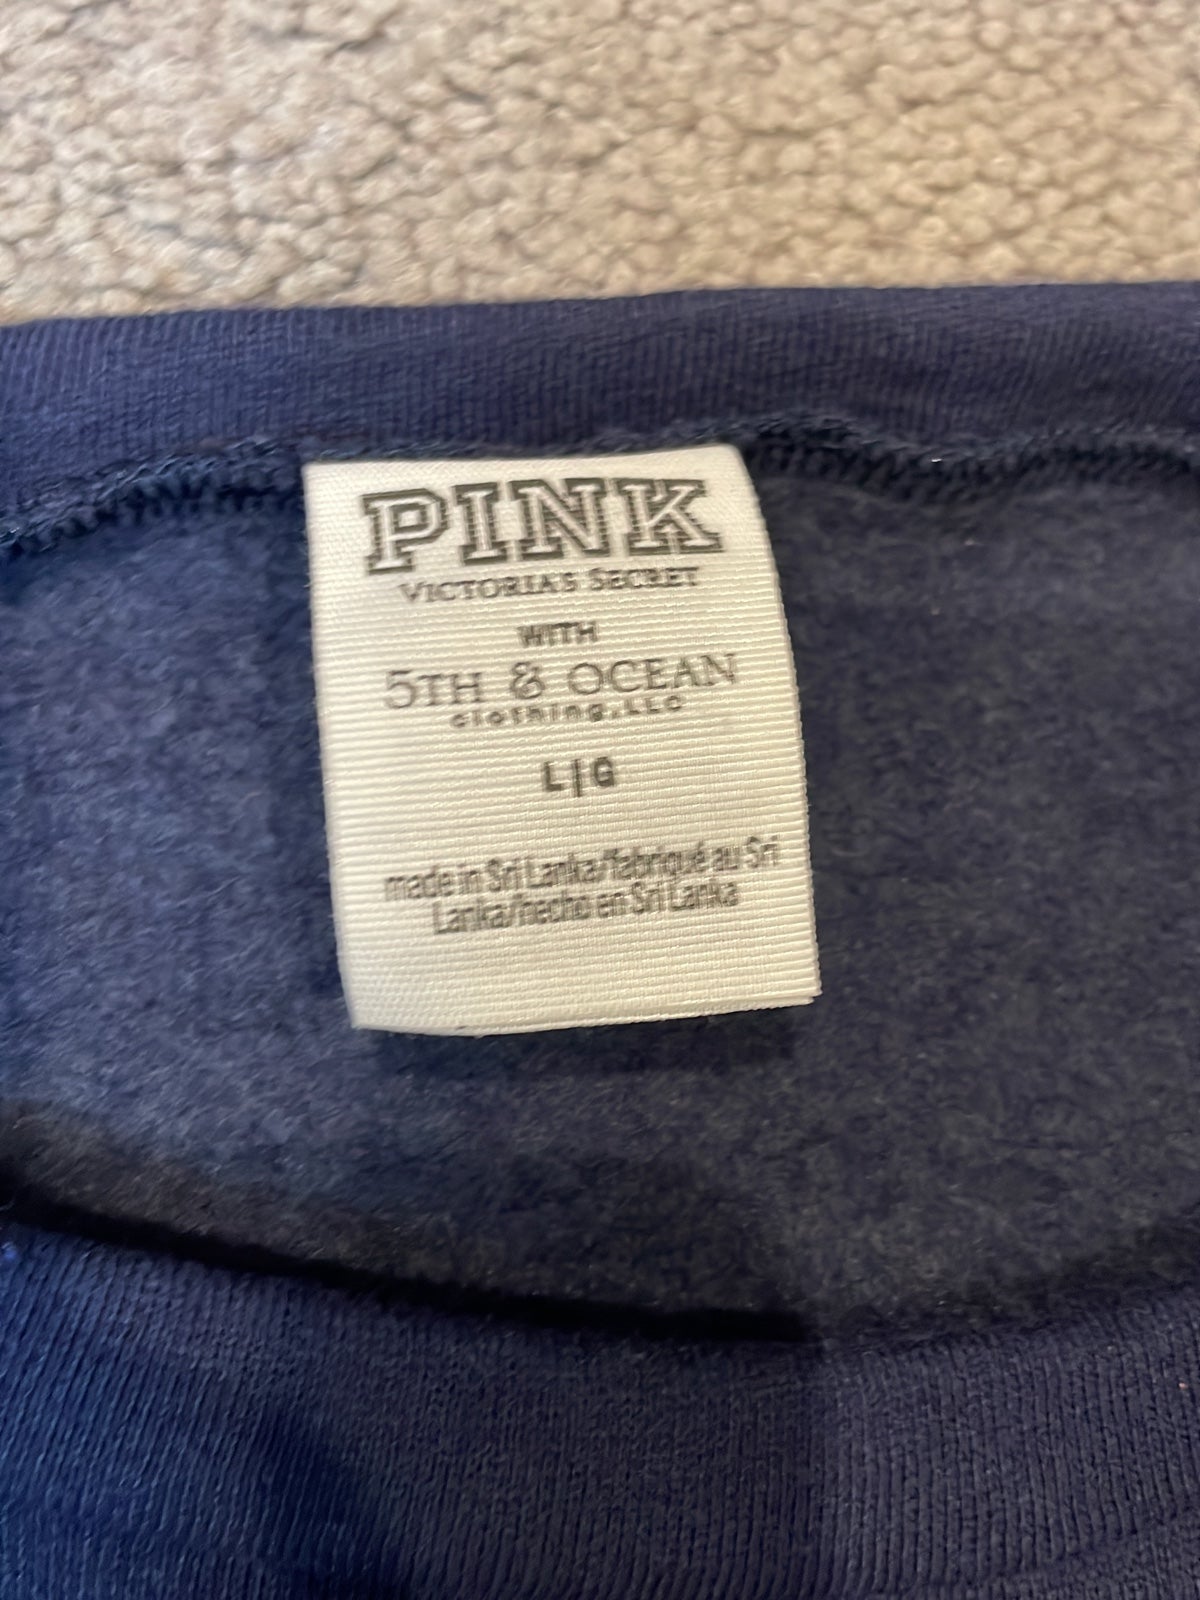 PINK
VICTORIA'S SECRET
WITH
5TH & OCEAN
clothing, LLC
L|G
made in Sri Lanka/fabriqué au Sri
Lanka/hecho en Sri Lanka